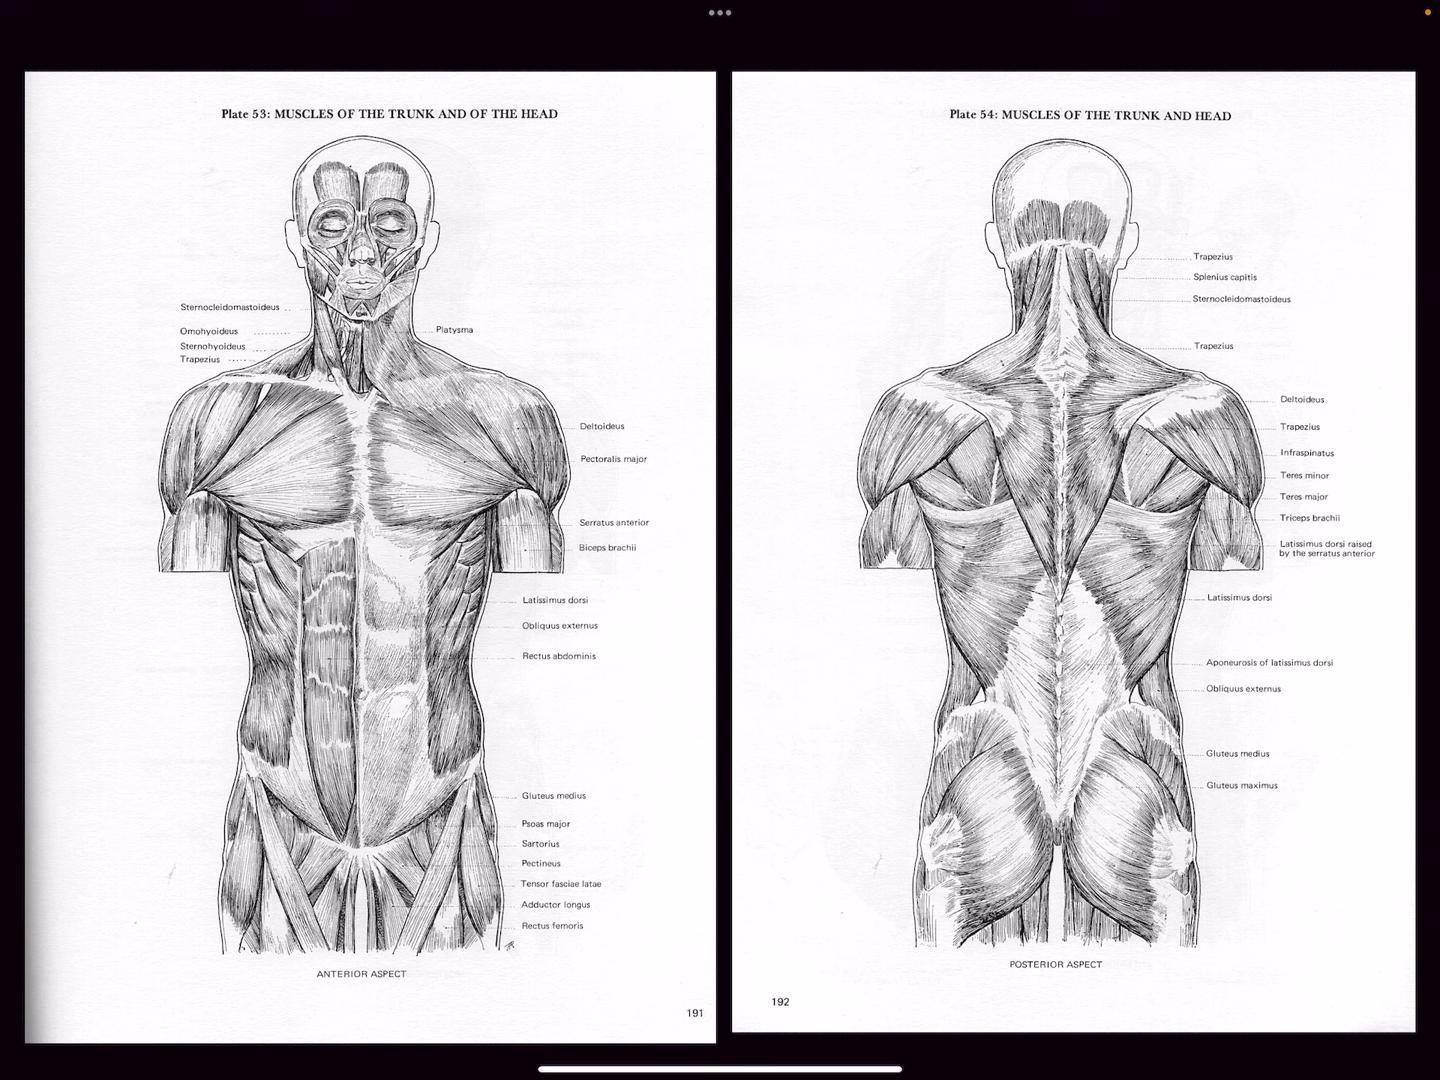 Plate 53: MUSCLES OF THE TRUNK AND OF THE HEAD
Sternocleidomastoideus
Omohyoideus
Sternohyoideus
Trapezius
Platysma
Deltoideus
Pectoralis major
Serratus anterior
Biceps brachii
Latissimus dorsi
Obliquus externus
Rectus abdominis
Gluteus medius
Psoas major
Sartorius
Pectineus
Tensor fasciae latae
Adductor longus
Rectus femoris
ANTERIOR ASPECT
191
Plate 54: MUSCLES OF THE TRUNK AND HEAD
Trapezius
Splenius capitis
Sternocleidomastoideus
Trapezius
Deltoideus
Trapezius
Infraspinatus
Teres minor
Teres major
Triceps brachii
Latissimus dorsi raised
by the serratus anterior
Latissimus dorsi
Aponeurosis of latissimus dorsi
Obliquus externus
Gluteus medius
Gluteus maximus
POSTERIOR ASPECT
192